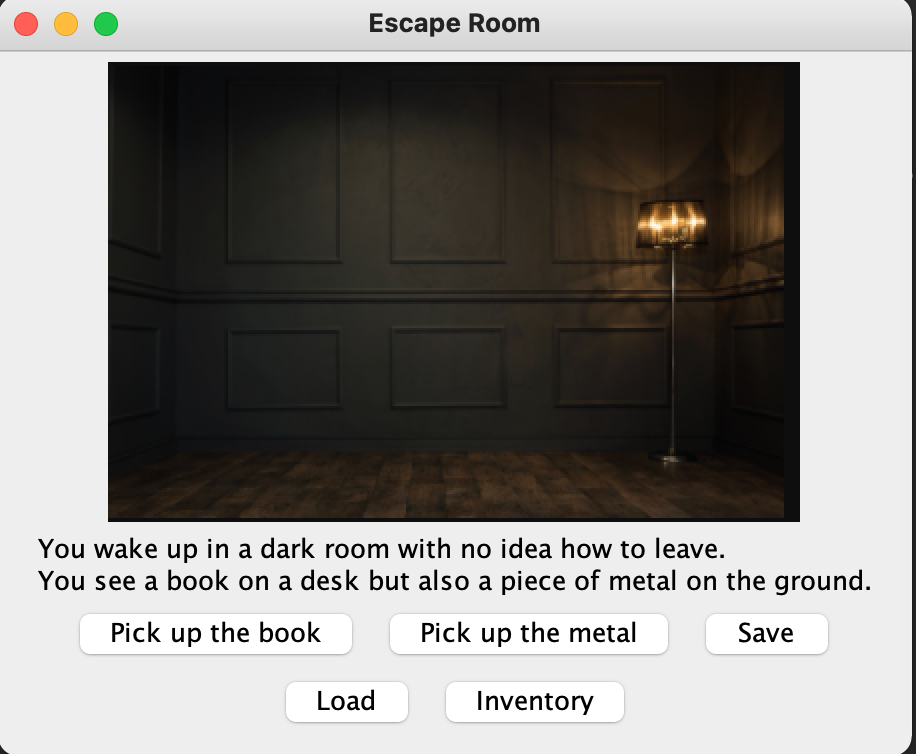 Escape Room
You wake up in a dark room with no idea how to leave.
You see a book on a desk but also a piece of metal on the ground.
Pick up the book
Pick up the metal
Save
Load
Inventory